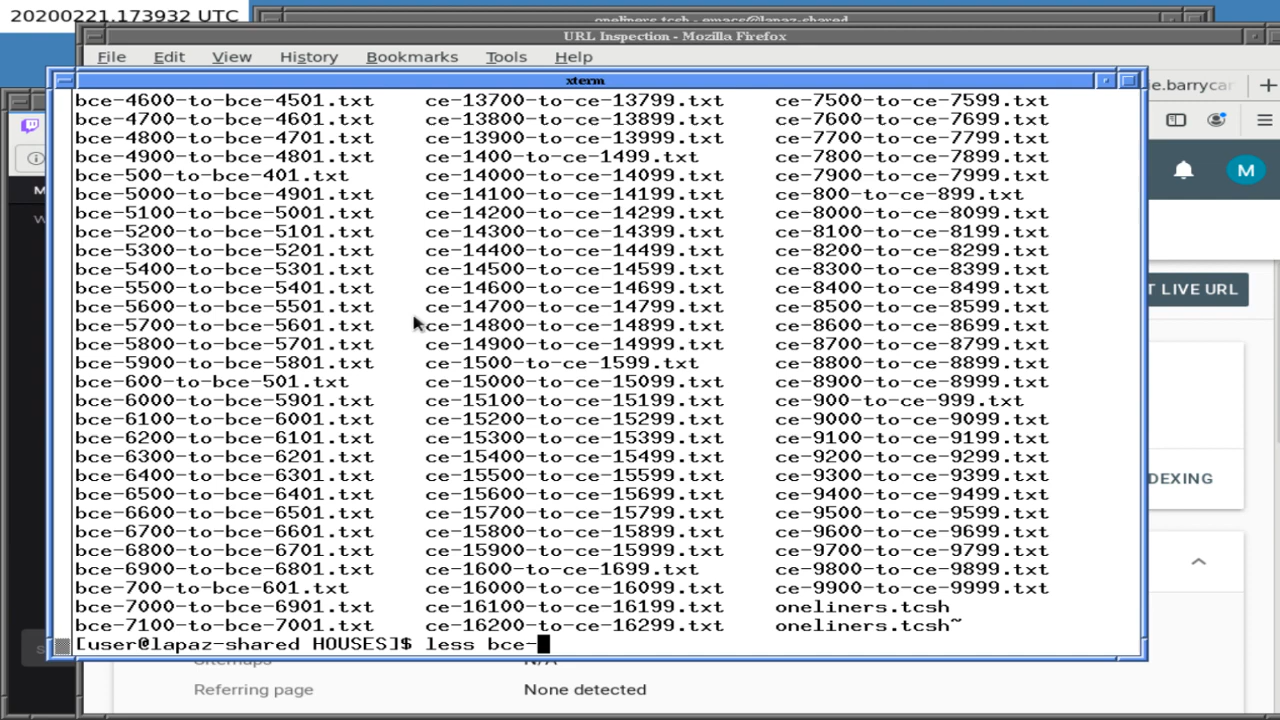 20200221.173932 UTC
oneliners.tcsh - emacs@lapaz-shared
URL Inspection - Mozilla Firefox
File Edit View History Bookmarks Tools Help
xterm
bce-4600-to-bce-4501.txt ce-13700-to-ce-13799.txt ce-7500-to-ce-7599.txt
bce-4700-to-bce-4601.txt ce-13800-to-ce-13899.txt ce-7600-to-ce-7699.txt
bce-4800-to-bce-4701.txt ce-13900-to-ce-13999.txt ce-7700-to-ce-7799.txt
bce-4900-to-bce-4801.txt ce-1400-to-ce-1499.txt ce-7800-to-ce-7899.txt
bce-500-to-bce-401.txt ce-14000-to-ce-14099.txt ce-7900-to-ce-7999.txt
bce-5000-to-bce-4901.txt ce-14100-to-ce-14199.txt ce-800-to-ce-899.txt
bce-5100-to-bce-5001.txt ce-14200-to-ce-14299.txt ce-8000-to-ce-8099.txt
bce-5200-to-bce-5101.txt ce-14300-to-ce-14399.txt ce-8100-to-ce-8199.txt
bce-5300-to-bce-5201.txt ce-14400-to-ce-14499.txt ce-8200-to-ce-8299.txt
bce-5400-to-bce-5301.txt ce-14500-to-ce-14599.txt ce-8300-to-ce-8399.txt
bce-5500-to-bce-5401.txt ce-14600-to-ce-14699.txt ce-8400-to-ce-8499.txt
bce-5600-to-bce-5501.txt ce-14700-to-ce-14799.txt ce-8500-to-ce-8599.txt
bce-5700-to-bce-5601.txt ce-14800-to-ce-14899.txt ce-8600-to-ce-8699.txt
bce-5800-to-bce-5701.txt ce-14900-to-ce-14999.txt ce-8700-to-ce-8799.txt
bce-5900-to-bce-5801.txt ce-1500-to-ce-1599.txt ce-8800-to-ce-8899.txt
bce-600-to-bce-501.txt ce-15000-to-ce-15099.txt ce-8900-to-ce-8999.txt
bce-6000-to-bce-5901.txt ce-15100-to-ce-15199.txt ce-900-to-ce-999.txt
bce-6100-to-bce-6001.txt ce-15200-to-ce-15299.txt ce-9000-to-ce-9099.txt
bce-6200-to-bce-6101.txt ce-15300-to-ce-15399.txt ce-9100-to-ce-9199.txt
bce-6300-to-bce-6201.txt ce-15400-to-ce-15499.txt ce-9200-to-ce-9299.txt
bce-6400-to-bce-6301.txt ce-15500-to-ce-15599.txt ce-9300-to-ce-9399.txt
bce-6500-to-bce-6401.txt ce-15600-to-ce-15699.txt ce-9400-to-ce-9499.txt
bce-6600-to-bce-6501.txt ce-15700-to-ce-15799.txt ce-9500-to-ce-9599.txt
bce-6700-to-bce-6601.txt ce-15800-to-ce-15899.txt ce-9600-to-ce-9699.txt
bce-6800-to-bce-6701.txt ce-15900-to-ce-15999.txt ce-9700-to-ce-9799.txt
bce-6900-to-bce-6801.txt ce-1600-to-ce-1699.txt ce-9800-to-ce-9899.txt
bce-700-to-bce-601.txt ce-16000-to-ce-16099.txt ce-9900-to-ce-9999.txt
bce-7000-to-bce-6901.txt ce-16100-to-ce-16199.txt oneliners.tcsh
bce-7100-to-bce-7001.txt ce-16200-to-ce-16299.txt oneliners.tcsh~
[user@lapaz-shared HOUSES]$ less bce-
ie.barrycar
M
T LIVE URL
DEXING
Sitemaps N/A
Referring page None detected